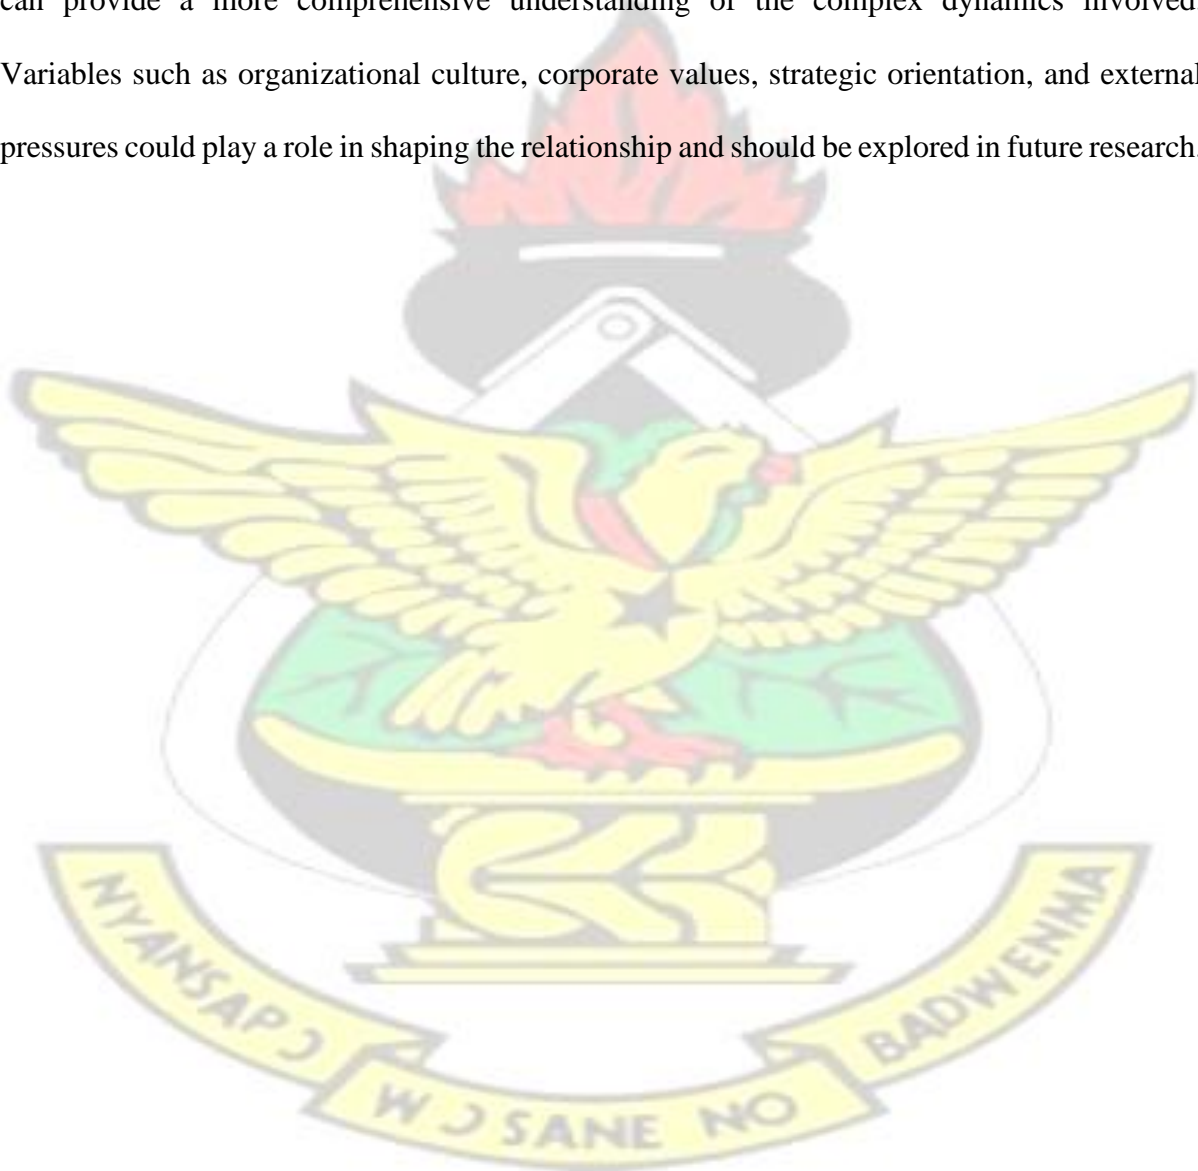 can provide a more comprehensive understanding of the complex dynamics involved.
Variables such as organizational culture, corporate values, strategic orientation, and external
pressures could play a role in shaping the relationship and should be explored in future research.
NYANSAPƆ
WƆSANE NO
BADWENMA